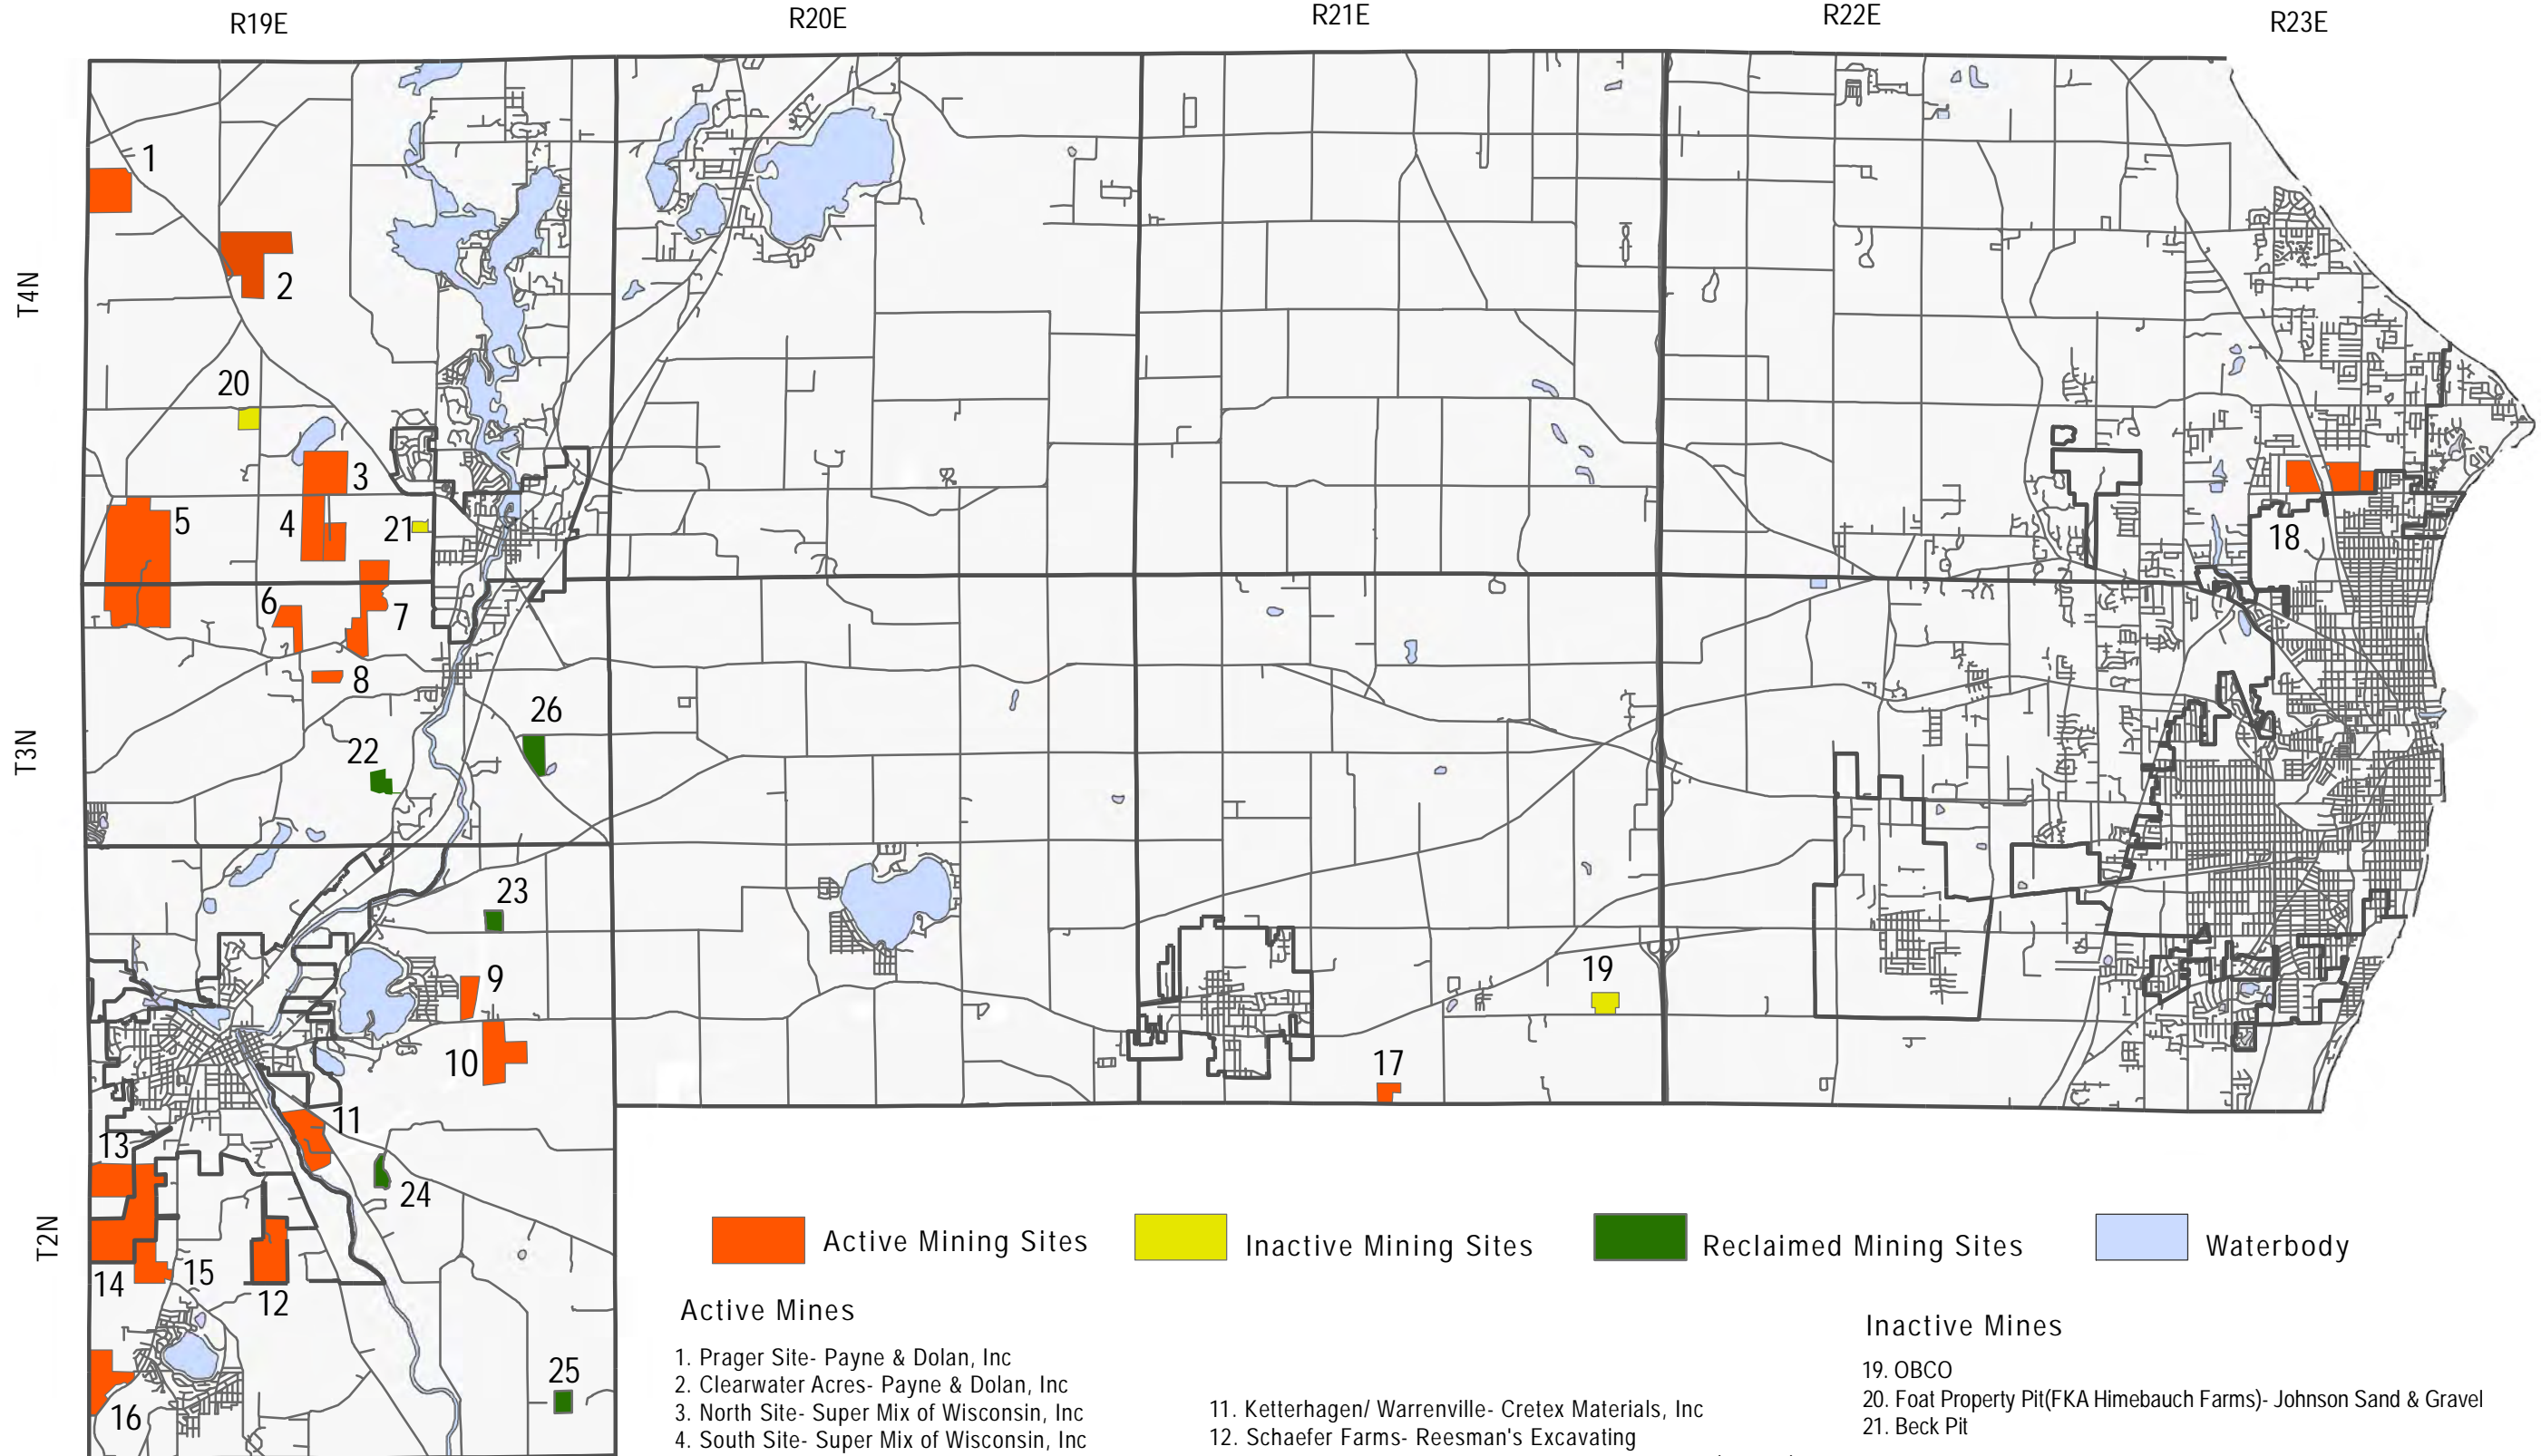 R19E
R20E
R21E
R22E
R23E
T4N
T3N
T2N
1
2
20
3
4
5
21
6
7
8
18
26
22
23
9
19
10
17
11
13
24
14
15
12
25
16
Active Mining Sites
Inactive Mining Sites
Reclaimed Mining Sites
Waterbody
Active Mines
1. Prager Site- Payne & Dolan, Inc
2. Clearwater Acres- Payne & Dolan, Inc
3. North Site- Super Mix of Wisconsin, Inc
4. South Site- Super Mix of Wisconsin, Inc
11. Ketterhagen/ Warrenville- Cretex Materials, Inc
12. Schaefer Farms- Reesman's Excavating
Inactive Mines
19. OBCO
20. Foat Property Pit(FKA Himebauch Farms)- Johnson Sand & Gravel
21. Beck Pit